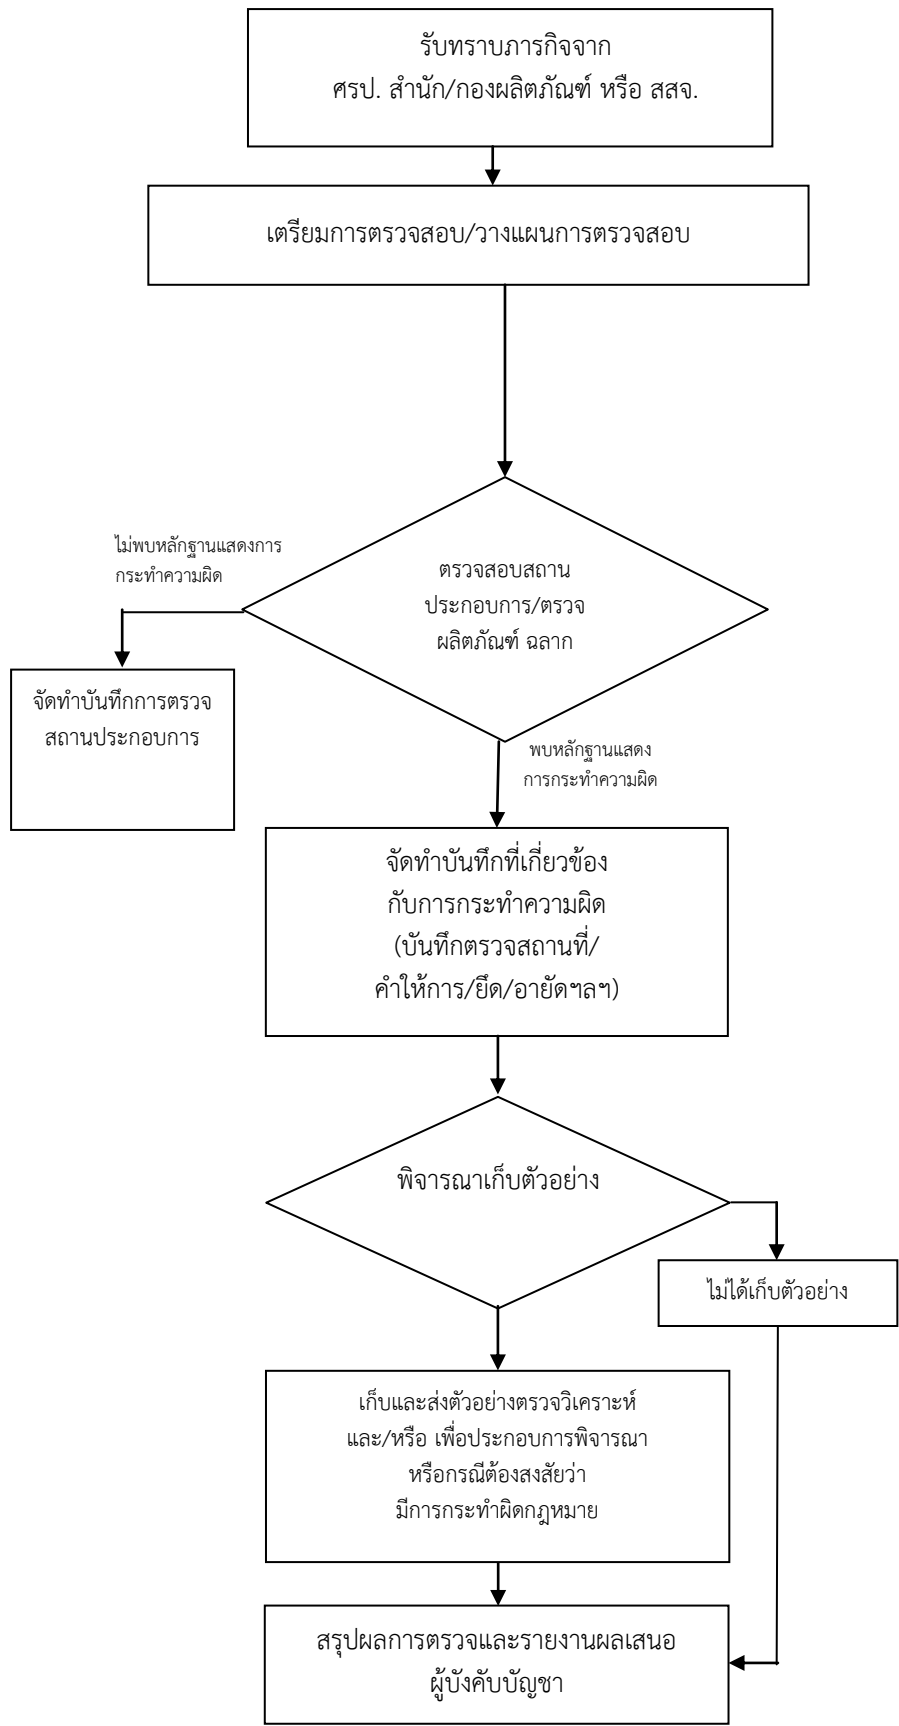 รับทราบภารกิจจาก
ศรป. สำนัก/กองผลิตภัณฑ์ หรือ สสจ.
เตรียมการตรวจสอบ/วางแผนการตรวจสอบ
ไม่พบหลักฐานแสดงการ
กระทำความผิด
ตรวจสอบสถาน
ประกอบการ/ตรวจ
ผลิตภัณฑ์ ฉลาก
จัดทำบันทึกการตรวจ
สถานประกอบการ
พบหลักฐานแสดง
การกระทำความผิด
จัดทำบันทึกที่เกี่ยวข้อง
กับการกระทำความผิด
(บันทึกตรวจสถานที่/
คำให้การ/ยึด/อายัดฯลฯ)
พิจารณาเก็บตัวอย่าง
ไม่ได้เก็บตัวอย่าง
เก็บและส่งตัวอย่างตรวจวิเคราะห์
และ/หรือ เพื่อประกอบการพิจารณา
หรือกรณีต้องสงสัยว่า
มีการกระทำผิดกฎหมาย
สรุปผลการตรวจและรายงานผลเสนอ
ผู้บังคับบัญชา